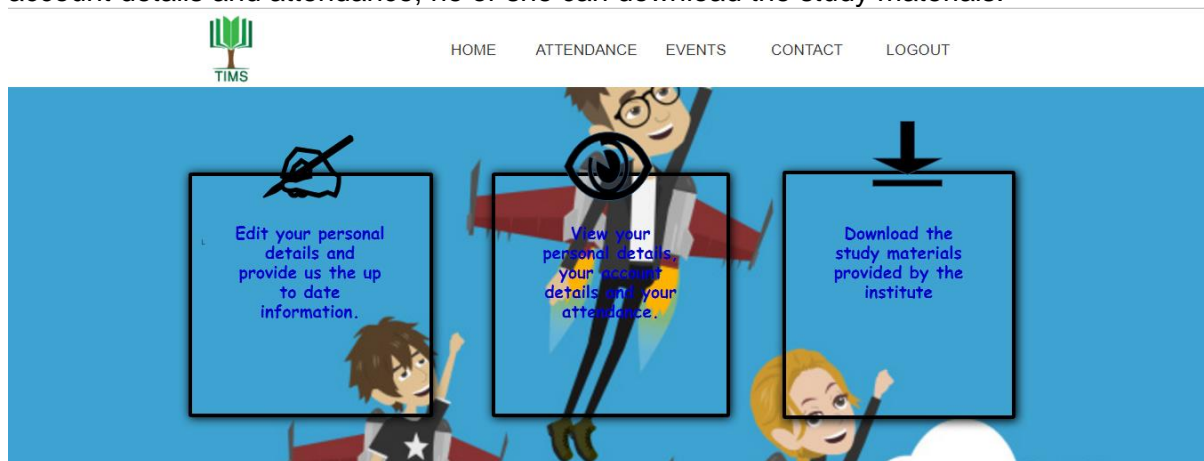 account details and attendance, he or she can download the study materials.
TIMS
HOME ATTENDANCE EVENTS CONTACT LOGOUT
Edit your personal
details and
provide us the up
to date
information.
View your
personal details,
your account
details and your
attendance.
Download the
study materials
provided by the
institute